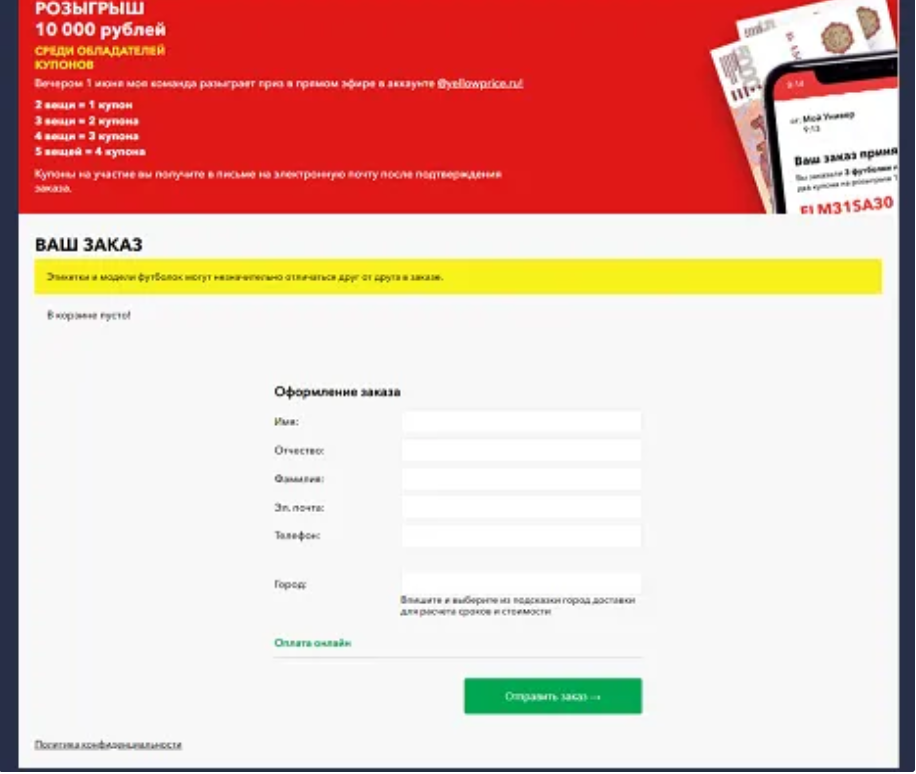 РОЗЫГРЫШ
10 000 рублей
СРЕДИ ОБЛАДАТЕЛЕЙ
КУПОНОВ
Вечером 1 июня моя команда разыграет приз в прямом эфире в аккаунте @yellowprice.ru!
2 вещи = 1 купон
3 вещи = 2 купона
4 вещи = 3 купона
5 вещей = 4 купона
Купоны на участие вы получите в письме на электронную почту после подтверждения
заказа.
9:14
от: Мой Универ
9:13
Ваш заказ приня
Вы заказали 3 футболки и
два купона на розыгрыш
ELM315A30
ВАШ ЗАКАЗ
Этикетки и модели футболок могут незначительно отличаться друг от друга в заказе.
В корзине пусто!
Оформление заказа
Имя:
Отчество:
Фамилия:
Эл. почта:
Телефон:
Город:
Впишите и выберите из подсказки город доставки
для расчета сроков и стоимости
Оплата онлайн
Отправить заказ →
Политика конфиденциальности